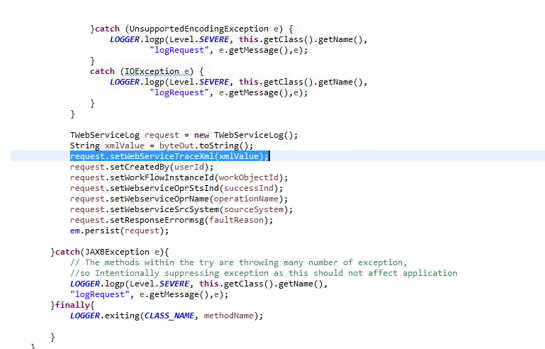 }catch (UnsupportedEncodingException e) {
LOGGER.logp(Level.SEVERE, this.getClass().getName(),
"logRequest", e.getMessage(),e);
}
catch (IOException e) {
LOGGER.logp(Level.SEVERE, this.getClass().getName(),
"logRequest", e.getMessage(),e);
}
}
TWebServiceLog request = new TWebServiceLog();
String xmlValue = byteOut.toString();
request.setWebServiceTraceXml(xmlValue);
request.setCreatedBy(userId);
request.setWorkFlowInstanceId(workObjectId);
request.setWebserviceOprStsInd(successInd);
request.setWebserviceOprName(operationName);
request.setWebserviceSrcSystem(sourceSystem);
request.setResponseErrormsg(faultReason);
em.persist(request);
}catch(JAXBException e){
// The methods within the try are throwing many number of exception,
//so Intentionally suppressing exception as this should not affect application
LOGGER.logp(Level.SEVERE, this.getClass().getName(),
"logRequest", e.getMessage(),e);
}finally{
LOGGER.exiting(CLASS_NAME, methodName);
}
}